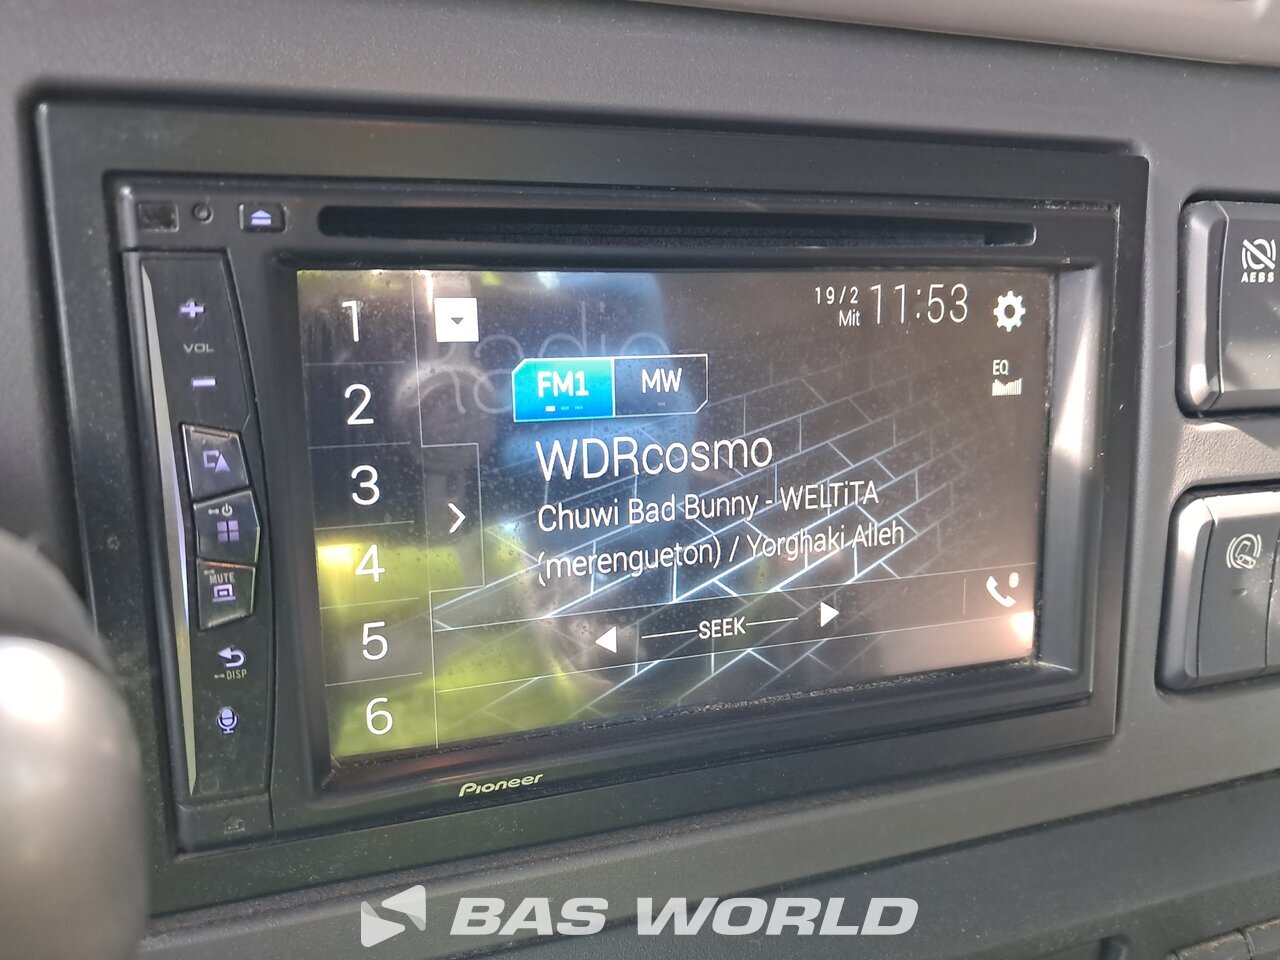 19/2
Mit
11:53
1
Radio
FM1
MW
EQ
2
3
4
5
6
WDRcosmo
Chuwi Bad Bunny - WELTiTA
(merengueton) / Yorghaki Alleh
SEEK
VOL
MUTE
DISP
Pioneer
AEBS
BAS WORLD